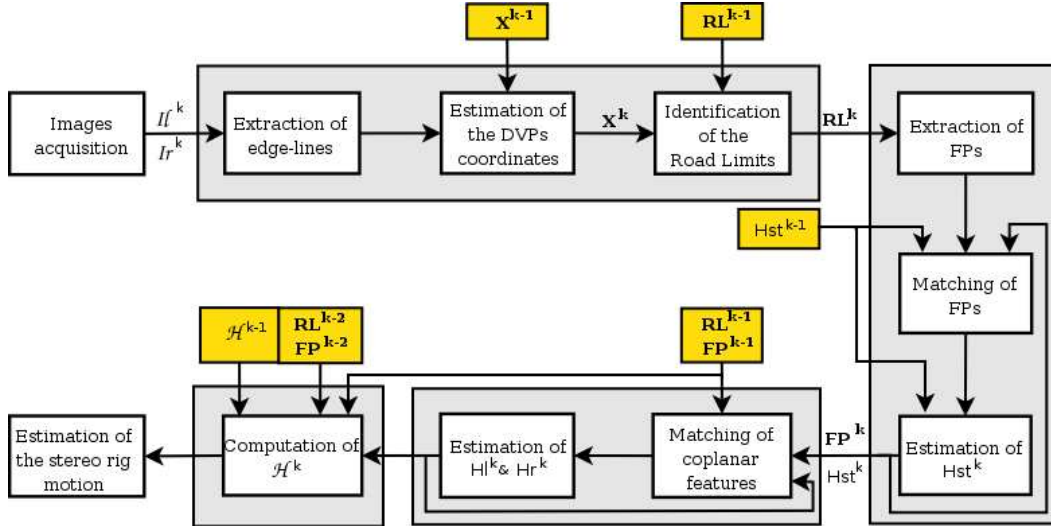 X^k-1
RL^k-1
Images
acquisition
Il^k
Ir^k
Extraction of
edge-lines
Estimation of
the DVPs
coordinates
X^k
Identification
of the
Road Limits
RL^k
Extraction of
FPs
Hst^k-1
Matching of
FPs
ℋ^k-1
RL^k-2
FP^k-2
RL^k-1
FP^k-1
Estimation of
the stereo rig
motion
Computation of
ℋ^k
Estimation of
Hl^k & Hr^k
Matching of
coplanar
features
FP^k
Hst^k
Estimation of
Hst^k